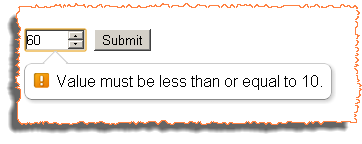 60 Submit
Value must be less than or equal to 10.